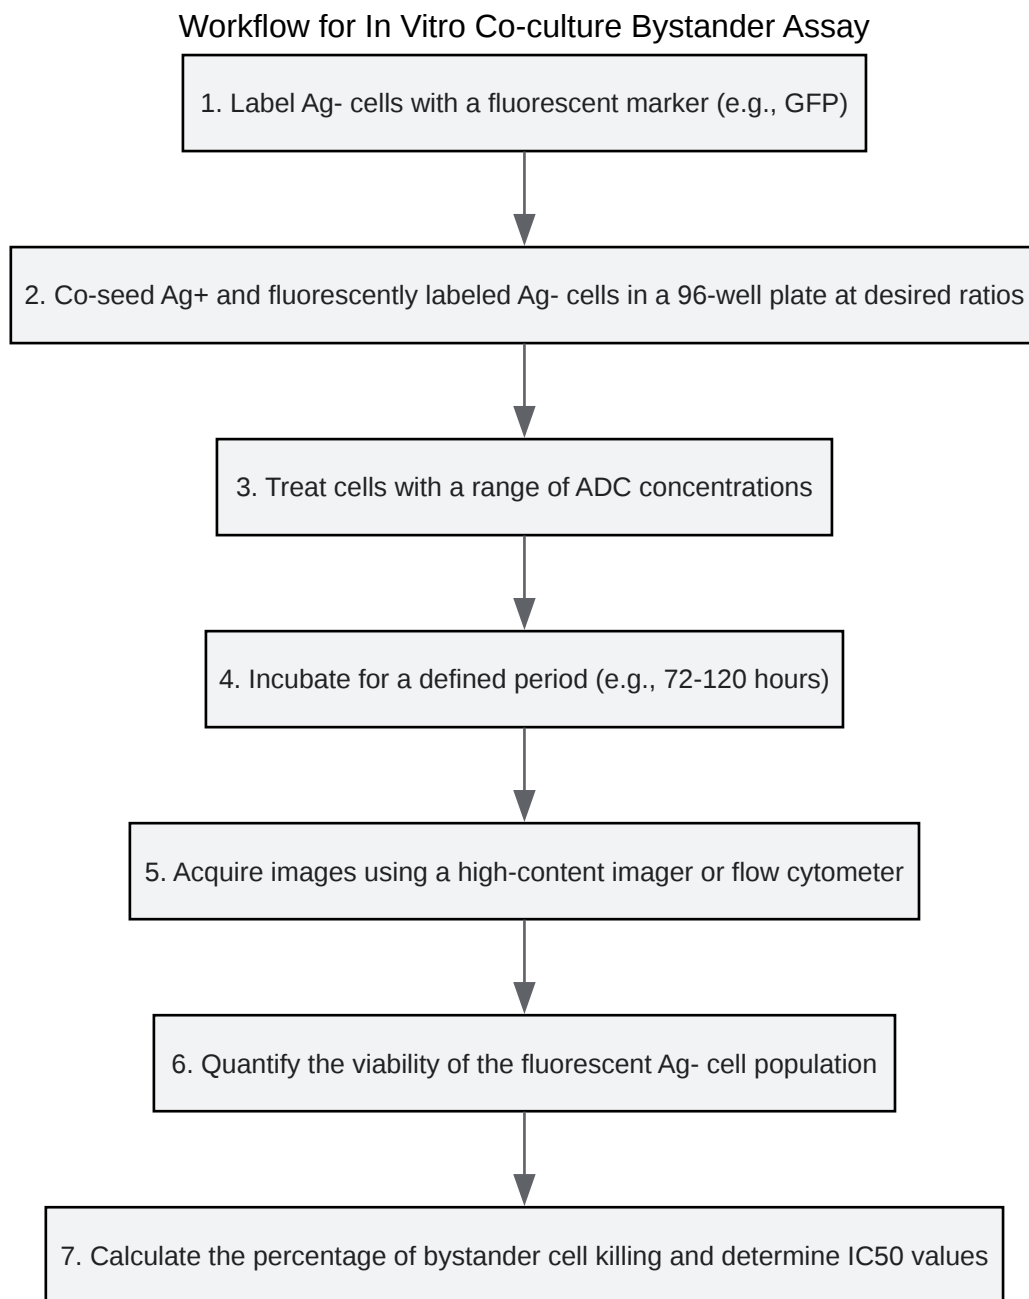 Workflow for In Vitro Co-culture Bystander Assay
1. Label Ag- cells with a fluorescent marker (e.g., GFP)
2. Co-seed Ag+ and fluorescently labeled Ag- cells in a 96-well plate at desired ratios
3. Treat cells with a range of ADC concentrations
4. Incubate for a defined period (e.g., 72-120 hours)
5. Acquire images using a high-content imager or flow cytometer
6. Quantify the viability of the fluorescent Ag- cell population
7. Calculate the percentage of bystander cell killing and determine IC50 values